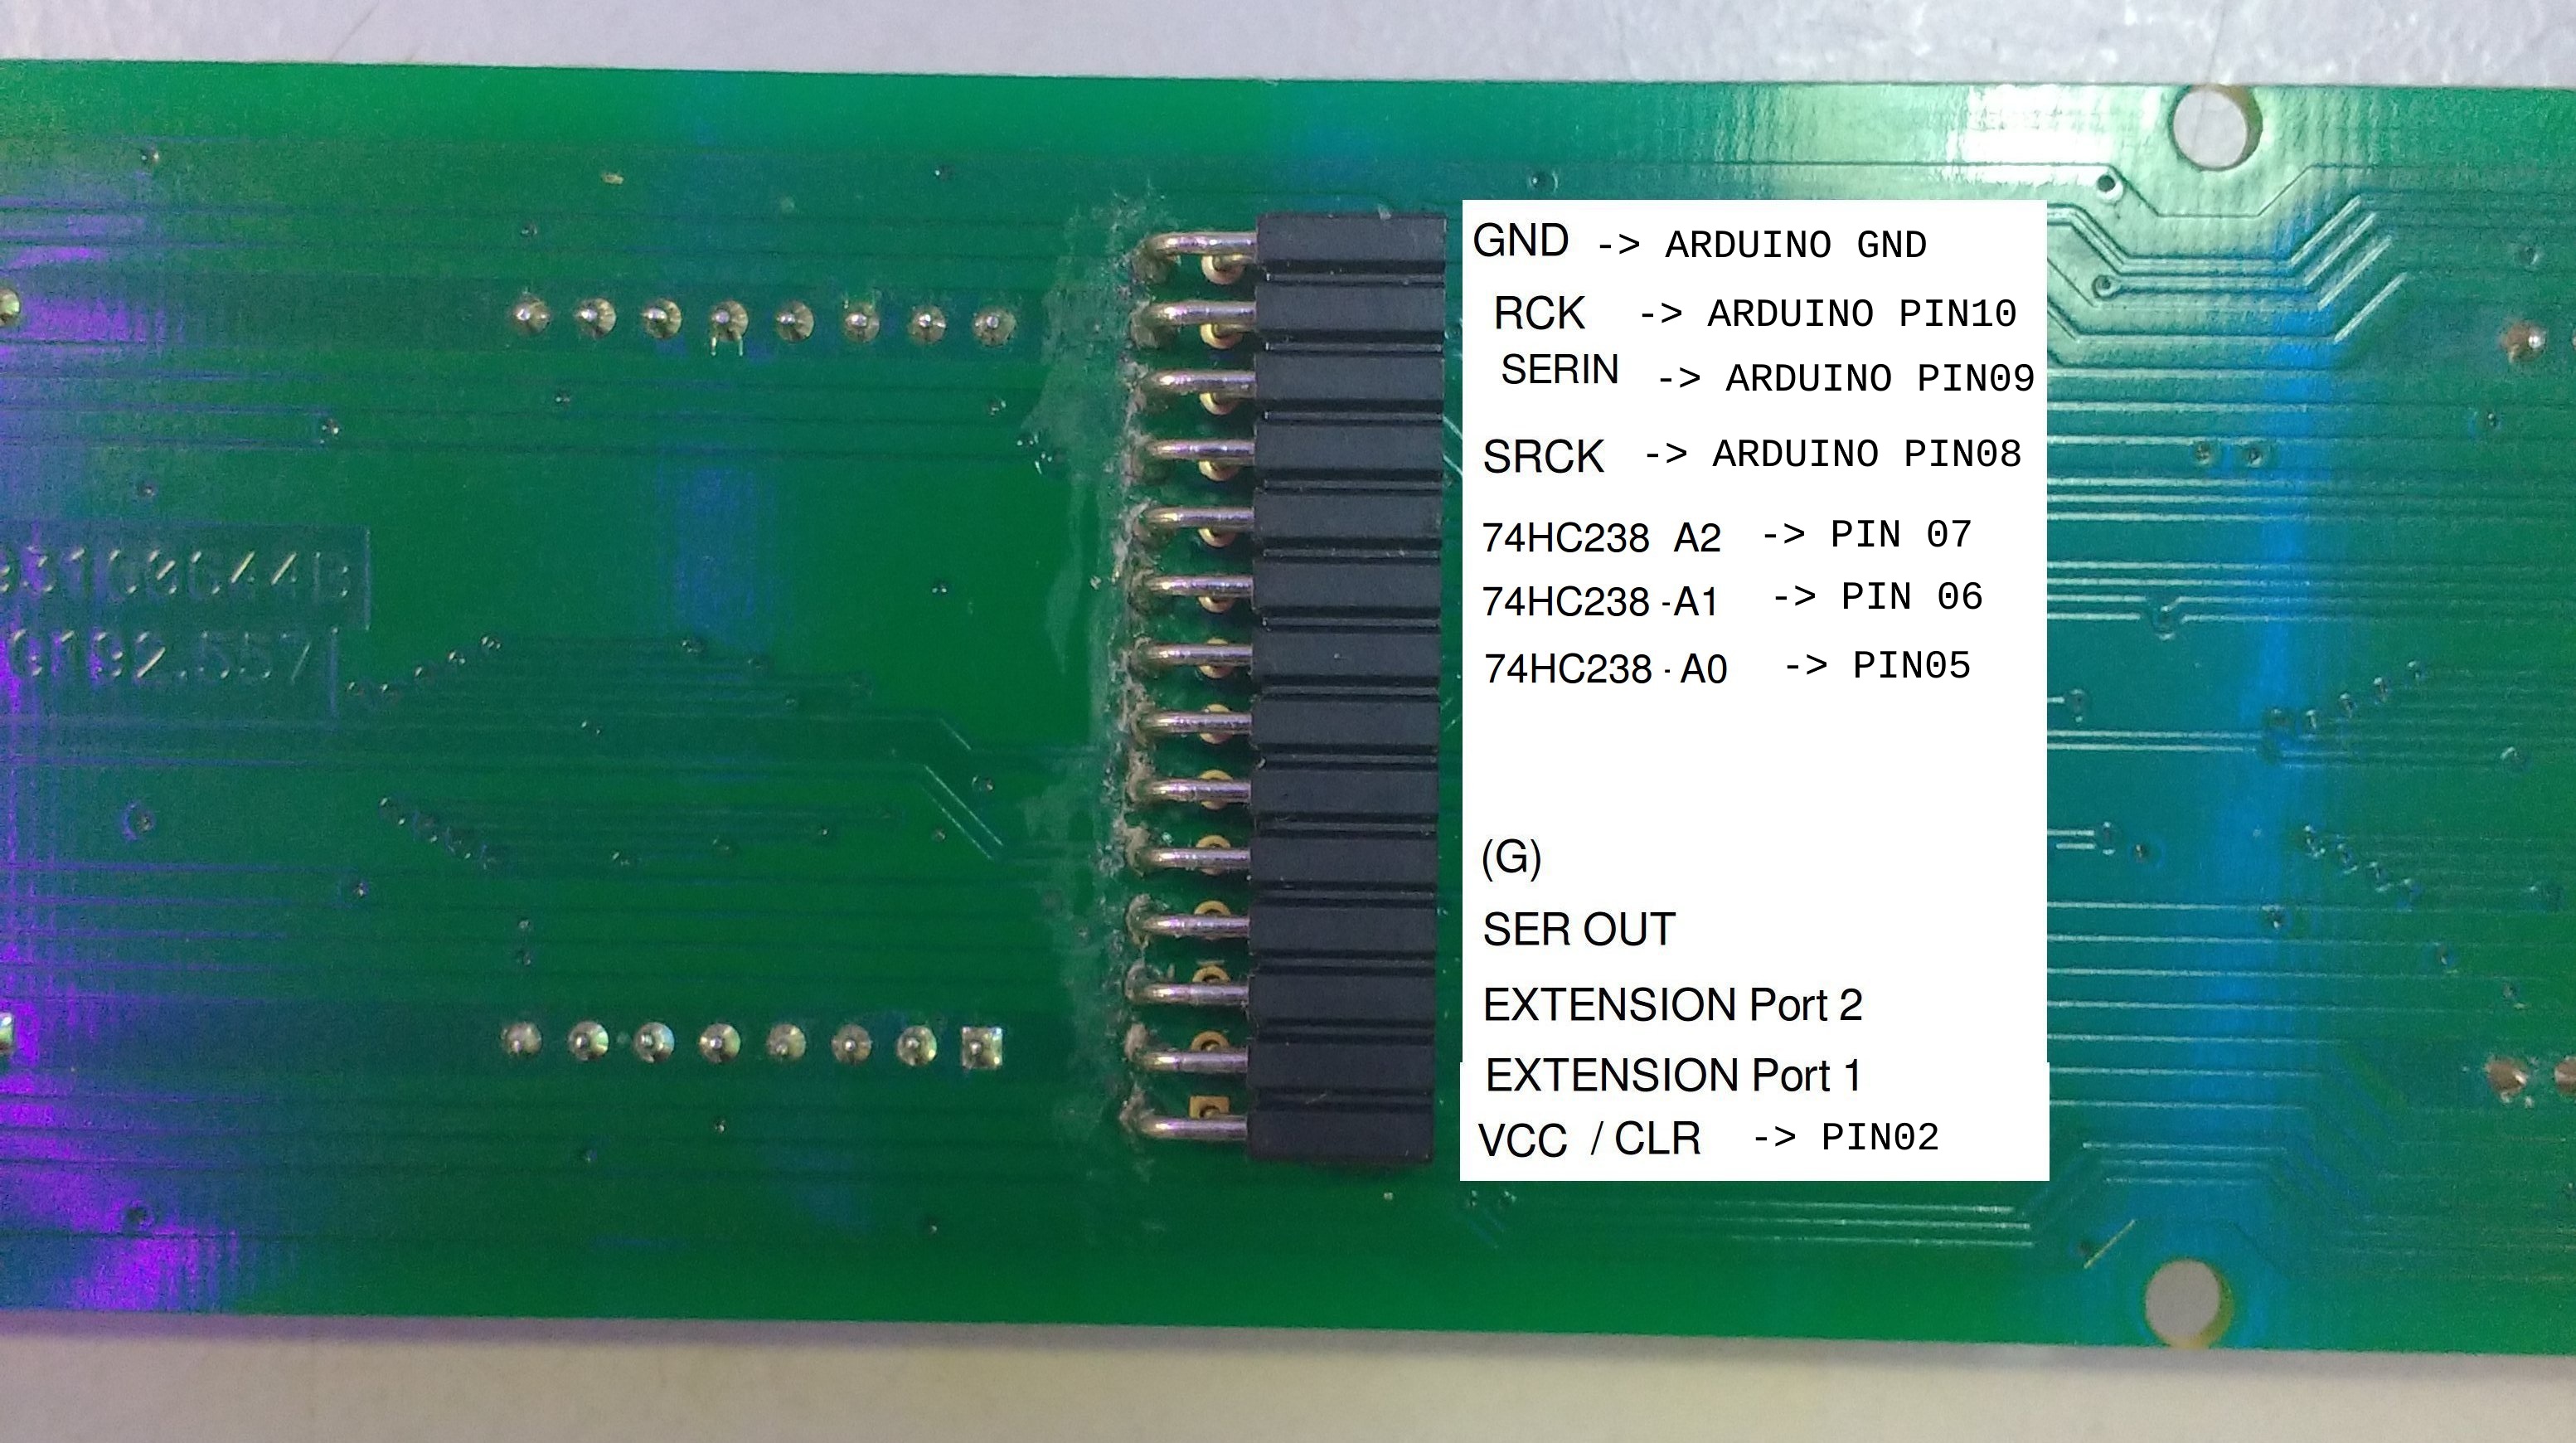 GND -> ARDUINO GND
RCK -> ARDUINO PIN10
SERIN -> ARDUINO PIN09
SRCK -> ARDUINO PIN08
74HC238 A2 -> PIN 07
74HC238 -A1 -> PIN 06
74HC238 - A0 -> PIN05
(G)
SER OUT
EXTENSION Port 2
EXTENSION Port 1
VCC / CLR -> PIN02